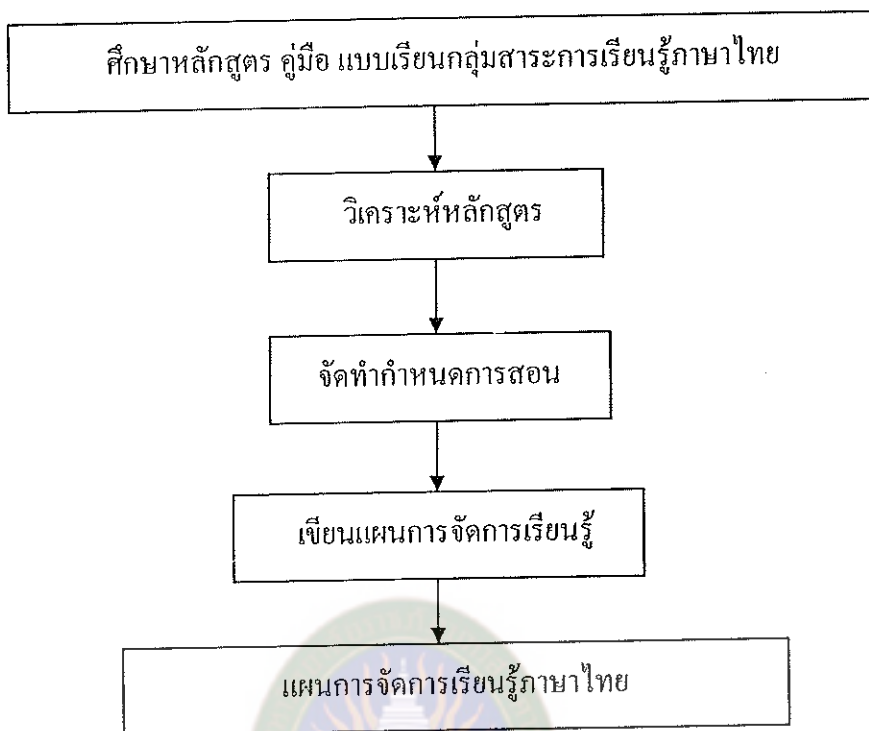 ศึกษาหลักสูตร คู่มือ แบบเรียนกลุ่มสาระการเรียนรู้ภาษาไทย
วิเคราะห์หลักสูตร
จัดทำกำหนดการสอน
เขียนแผนการจัดการเรียนรู้
แผนการจัดการเรียนรู้ภาษาไทย